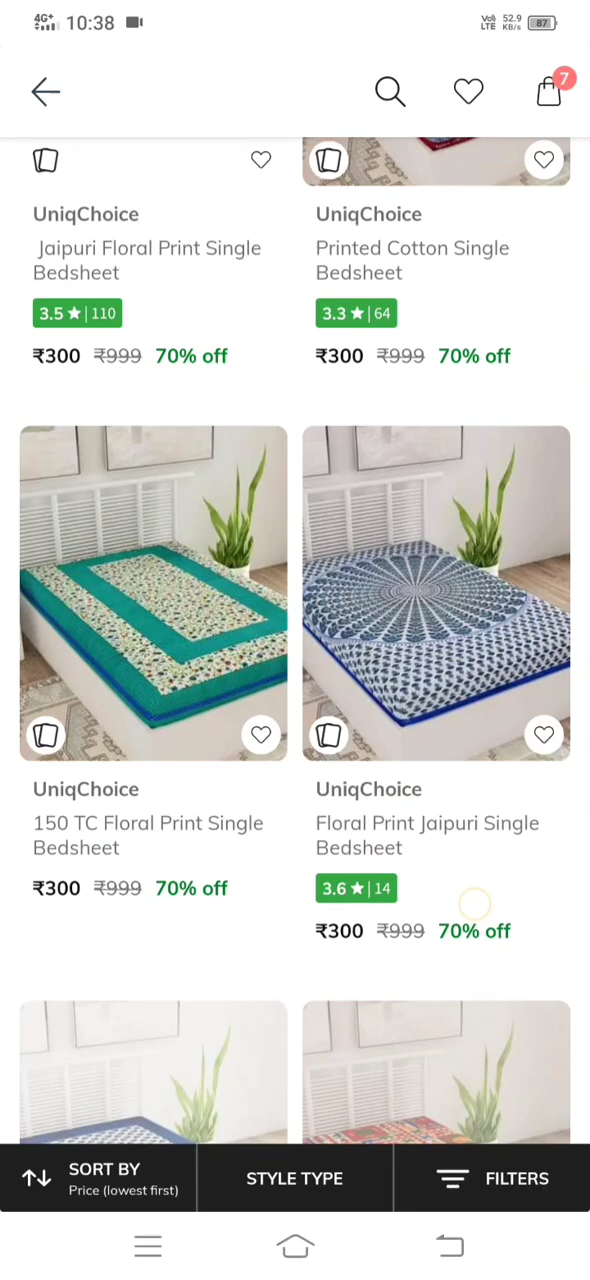 4G+ 10:38 Vo) LTE 52.9 KB/s 87
7
UniqChoice
Jaipuri Floral Print Single
Bedsheet
3.5 ★ | 110
₹300 ₹999 70% off
UniqChoice
Printed Cotton Single
Bedsheet
3.3 ★ | 64
₹300 ₹999 70% off
UniqChoice
150 TC Floral Print Single
Bedsheet
₹300 ₹999 70% off
UniqChoice
Floral Print Jaipuri Single
Bedsheet
3.6 ★ | 14
₹300 ₹999 70% off
SORT BY
Price (lowest first)
STYLE TYPE
FILTERS